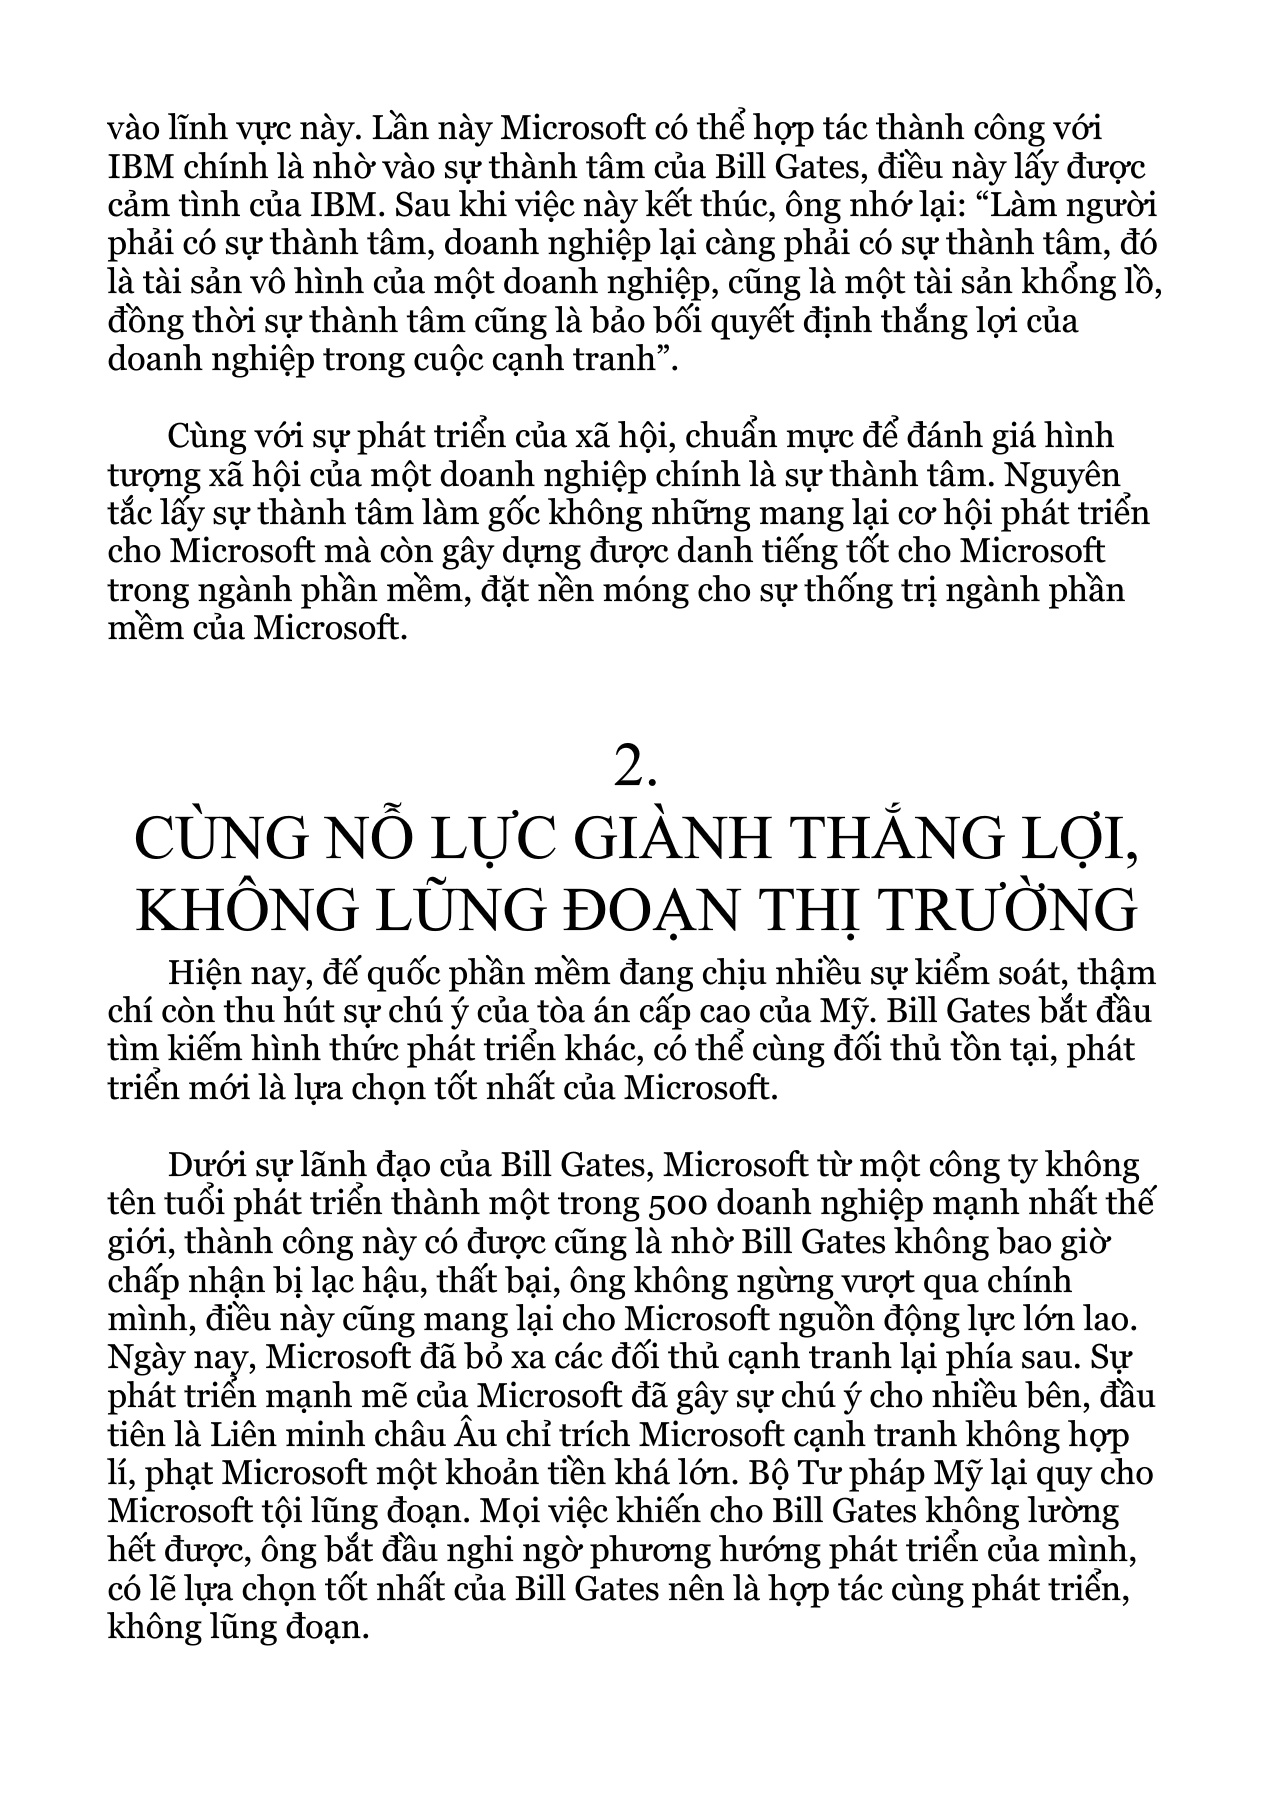 vào lĩnh vực này. Lần này Microsoft có thể hợp tác thành công với
IBM chính là nhờ vào sự thành tâm của Bill Gates, điều này lấy được
cảm tình của IBM. Sau khi việc này kết thúc, ông nhớ lại: “Làm người
phải có sự thành tâm, doanh nghiệp lại càng phải có sự thành tâm, đó
là tài sản vô hình của một doanh nghiệp, cũng là một tài sản khổng lồ,
đồng thời sự thành tâm cũng là bảo bối quyết định thắng lợi của
doanh nghiệp trong cuộc cạnh tranh”.
Cùng với sự phát triển của xã hội, chuẩn mực để đánh giá hình
tượng xã hội của một doanh nghiệp chính là sự thành tâm. Nguyên
tắc lấy sự thành tâm làm gốc không những mang lại cơ hội phát triển
cho Microsoft mà còn gây dựng được danh tiếng tốt cho Microsoft
trong ngành phần mềm, đặt nền móng cho sự thống trị ngành phần
mềm của Microsoft.
2.
CÙNG NỖ LỰC GIÀNH THẮNG LỢI,
KHÔNG LŨNG ĐOẠN THỊ TRƯỜNG
Hiện nay, đế quốc phần mềm đang chịu nhiều sự kiểm soát, thậm
chí còn thu hút sự chú ý của tòa án cấp cao của Mỹ. Bill Gates bắt đầu
tìm kiếm hình thức phát triển khác, có thể cùng đối thủ tồn tại, phát
triển mới là lựa chọn tốt nhất của Microsoft.
Dưới sự lãnh đạo của Bill Gates, Microsoft từ một công ty không
tên tuổi phát triển thành một trong 500 doanh nghiệp mạnh nhất thế
giới, thành công này có được cũng là nhờ Bill Gates không bao giờ
chấp nhận bị lạc hậu, thất bại, ông không ngừng vượt qua chính
mình, điều này cũng mang lại cho Microsoft nguồn động lực lớn lao.
Ngày nay, Microsoft đã bỏ xa các đối thủ cạnh tranh lại phía sau. Sự
phát triển mạnh mẽ của Microsoft đã gây sự chú ý cho nhiều bên, đầu
tiên là Liên minh châu Âu chỉ trích Microsoft cạnh tranh không hợp
lí, phạt Microsoft một khoản tiền khá lớn. Bộ Tư pháp Mỹ lại quy cho
Microsoft tội lũng đoạn. Mọi việc khiến cho Bill Gates không lường
hết được, ông bắt đầu nghi ngờ phương hướng phát triển của mình,
có lẽ lựa chọn tốt nhất của Bill Gates nên là hợp tác cùng phát triển,
không lũng đoạn.